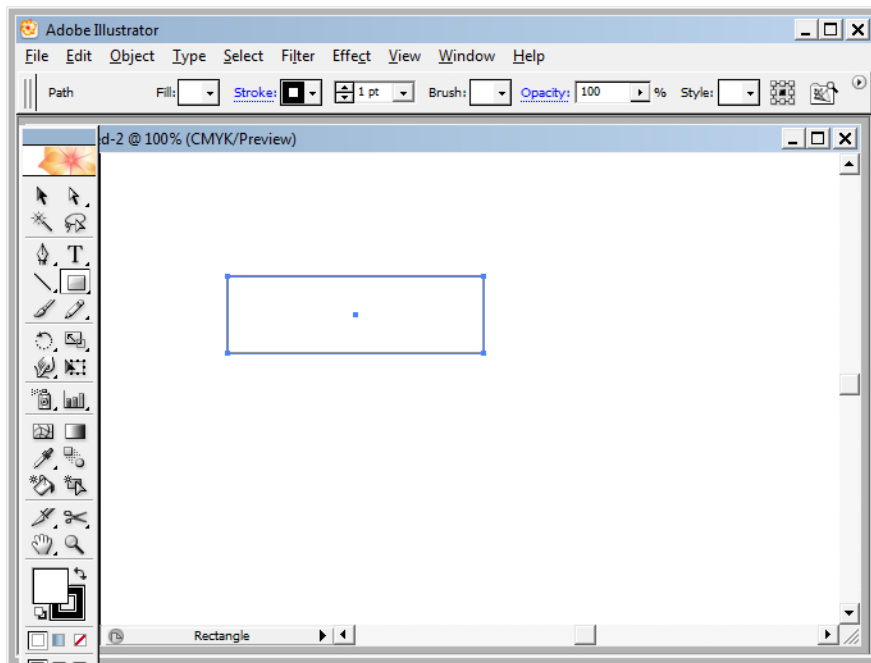 Adobe Illustrator
File Edit Object Type Select Filter Effect View Window Help
Path Fill: Stroke: 1 pt Brush: Opacity: 100 % Style:
d-2 @ 100% (CMYK/Preview)
T
Rectangle